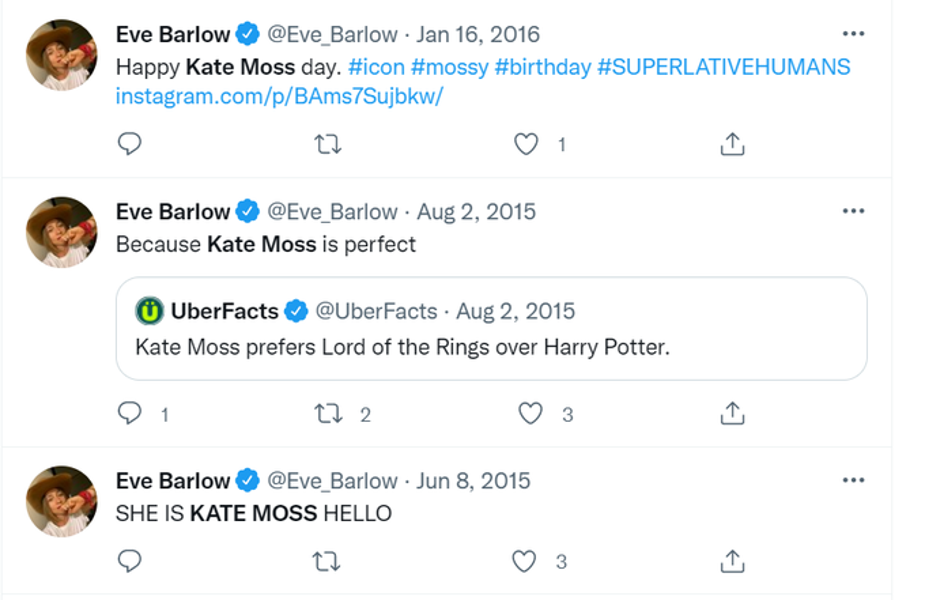 Eve Barlow @Eve_Barlow · Jan 16, 2016
Happy Kate Moss day. #icon #mossy #birthday #SUPERLATIVEHUMANS
instagram.com/p/BAms7Sujbkw/
1
Eve Barlow @Eve_Barlow · Aug 2, 2015
Because Kate Moss is perfect
Ü UberFacts @UberFacts · Aug 2, 2015
Kate Moss prefers Lord of the Rings over Harry Potter.
1 2 3
Eve Barlow @Eve_Barlow · Jun 8, 2015
SHE IS KATE MOSS HELLO
3